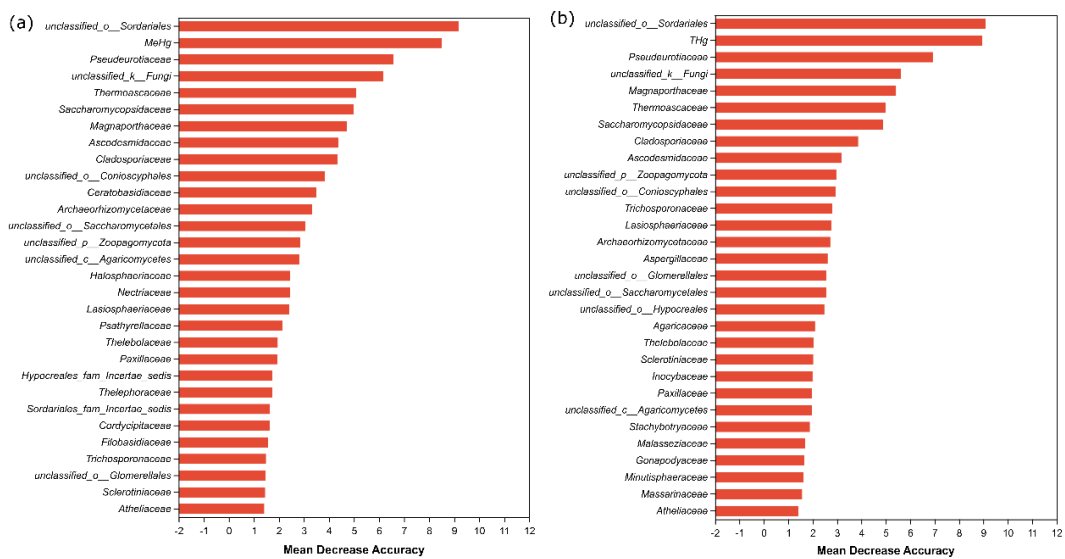 (a)
unclassified_o__Sordariales
MeHg
Pseudeurotiaceae
unclassified_k__Fungi
Thermoascaceae
Saccharomycopsidaceae
Magnaporthaceae
Ascodesmidaceae
Cladosporiaceae
unclassified_o__Conioscyphales
Ceratobasidiaceae
Archaeorhizomycetaceae
unclassified_o__Saccharomycetales
unclassified_p__Zoopagomycota
unclassified_c__Agaricomycetes
Halosphaeriaceae
Nectriaceae
Lasiosphaeriaceae
Psathyrellaceae
Thelebolaceae
Paxillaceae
Hypocreales_fam_Incertae_sedis
Thelephoraceae
Sordariales_fam_Incertae_sedis
Cordycipitaceae
Filobasidiaceae
Trichosporonaceae
unclassified_o__Glomerellales
Sclerotiniaceae
Atheliaceae
-2 -1 0 1 2 3 4 5 6 7 8 9 10 11 12
Mean Decrease Accuracy
(b)
unclassified_o__Sordariales
THg
Pseudeurotiaceae
unclassified_k__Fungi
Magnaporthaceae
Thermoascaceae
Saccharomycopsidaceae
Cladosporiaceae
Ascodesmidaceae
unclassified_p__Zoopagomycota
unclassified_o__Conioscyphales
Trichosporonaceae
Lasiosphaeriaceae
Archaeorhizomycetaceae
Aspergillaceae
unclassified_o__Glomerellales
unclassified_o__Saccharomycetales
unclassified_o__Hypocreales
Agaricaceae
Thelebolaceae
Sclerotiniaceae
Inocybaceae
Paxillaceae
unclassified_c__Agaricomycetes
Stachybotryaceae
Malasseziaceae
Gonapodyaceae
Minutisphaeraceae
Massarinaceae
Atheliaceae
-2 -1 0 1 2 3 4 5 6 7 8 9 10 11 12
Mean Decrease Accuracy